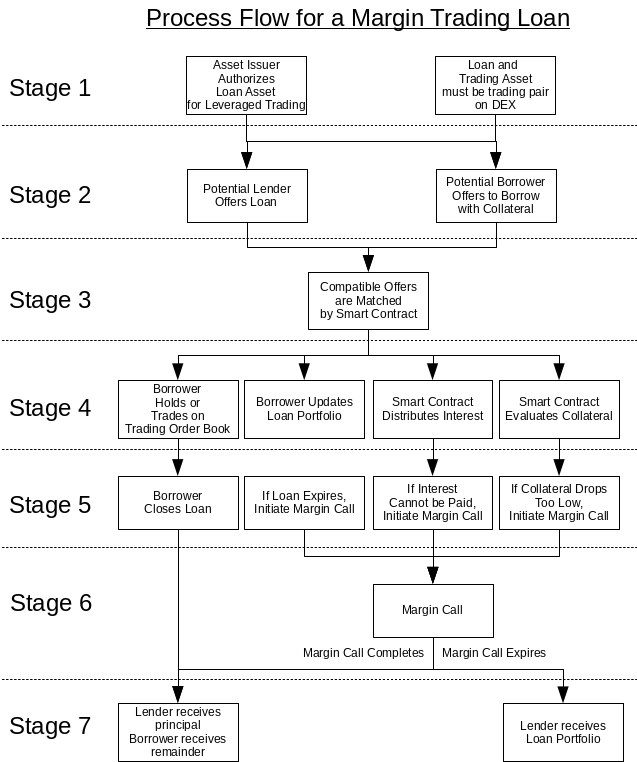 Process Flow for a Margin Trading Loan
Stage 1
Asset Issuer
Authorizes
Loan Asset
for Leveraged Trading
Loan and
Trading Asset
must be trading pair
on DEX
Stage 2
Potential Lender
Offers Loan
Potential Borrower
Offers to Borrow
with Collateral
Stage 3
Compatible Offers
are Matched
by Smart Contract
Stage 4
Borrower
Holds or
Trades on
Trading Order Book
Borrower Updates
Loan Portfolio
Smart Contract
Distributes Interest
Smart Contract
Evaluates Collateral
Stage 5
Borrower
Closes Loan
If Loan Expires,
Initiate Margin Call
If Interest
Cannot be Paid,
Initiate Margin Call
If Collateral Drops
Too Low,
Initiate Margin Call
Stage 6
Margin Call
Margin Call Completes
Margin Call Expires
Stage 7
Lender receives
principal
Borrower receives
remainder
Lender receives
Loan Portfolio